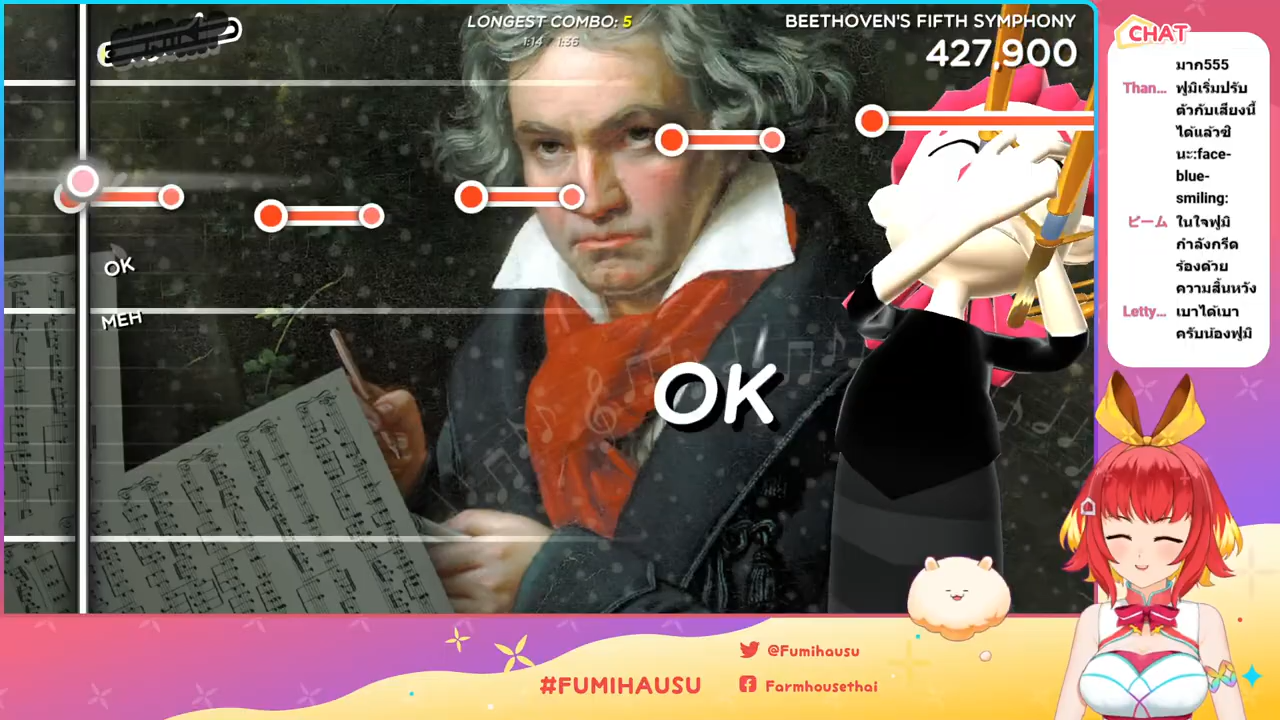 LONGEST COMBO: 5
1:14 / 1:35
BEETHOVEN'S FIFTH SYMPHONY
427,900
OK
MEH
OK
CHAT
มาก555
Than... ฟูมิเริ่มปรับ
ตัวกับเสียงนี้
ได้แล้วซิ
นะ:face-
blue-
smiling:
ビーム ในใจฟูมิ
กำลังกรีด
ร้องด้วย
ความสิ้นหวัง
Letty... เบาได้เบา
ครับน้องฟูมิ
#FUMIHAUSU
@Fumihausu
Farmhousethai